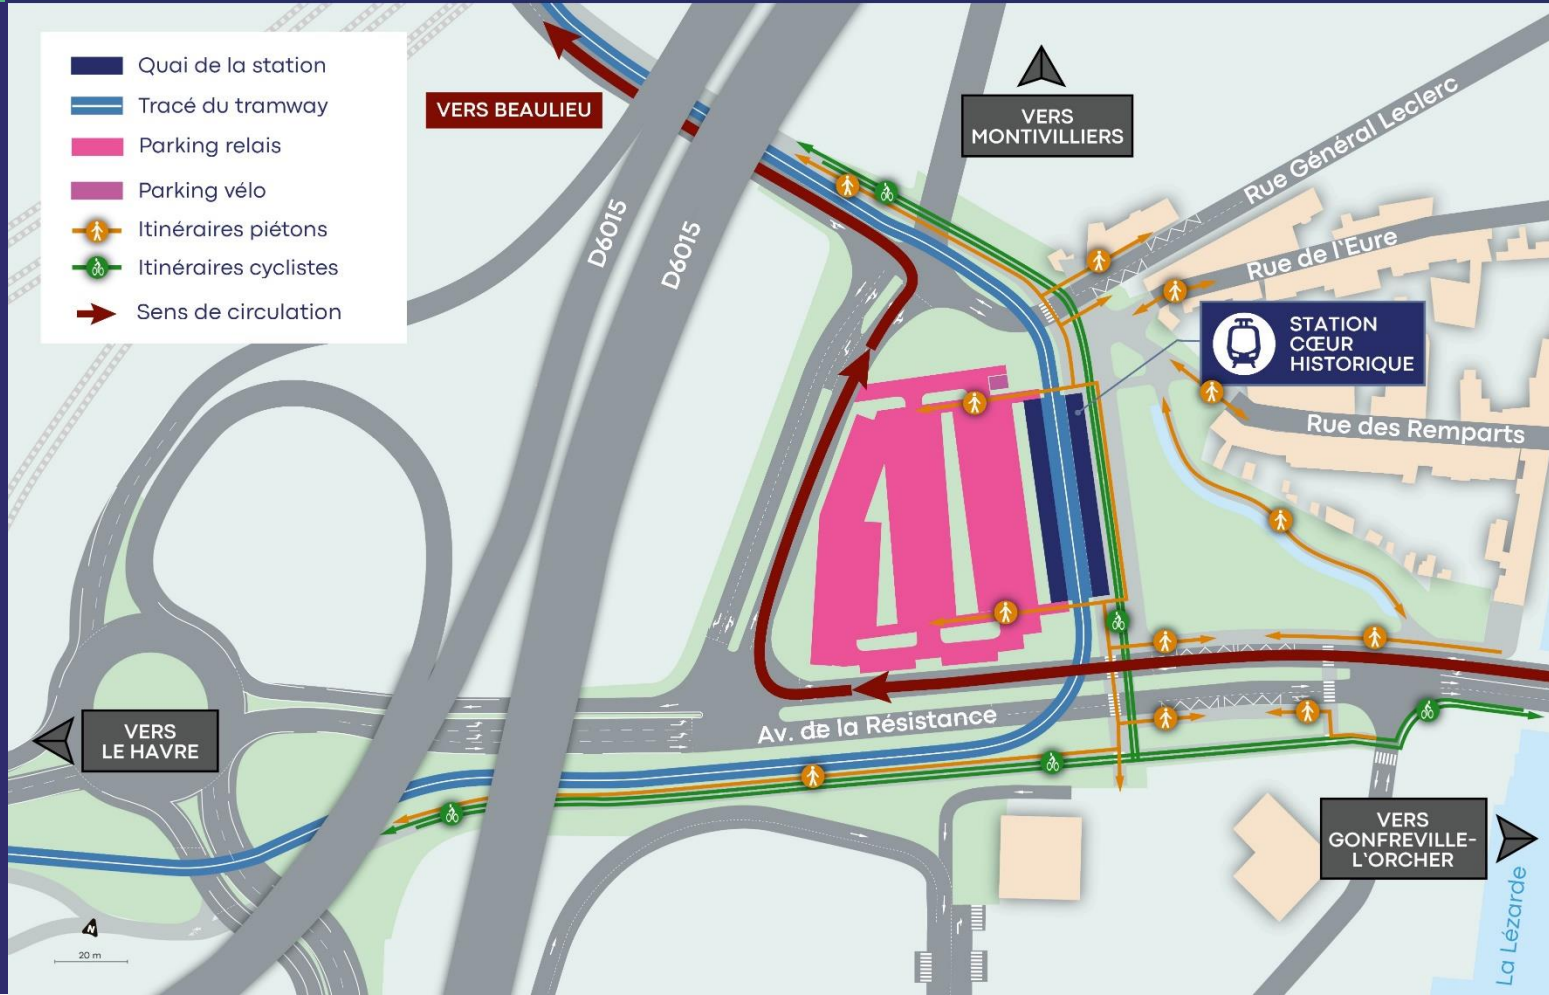 Quai de la station
Tracé du tramway
Parking relais
Parking vélo
Itinéraires piétons
Itinéraires cyclistes
Sens de circulation
VERS BEAULIEU
VERS
MONTIVILLIERS
Rue Général Leclerc
Rue de l'Eure
D6015
D6015
STATION
CŒUR
HISTORIQUE
Rue des Remparts
Av. de la Résistance
VERS
LE HAVRE
VERS
GONFREVILLE-
L'ORCHER
La Lézarde
N
20 m